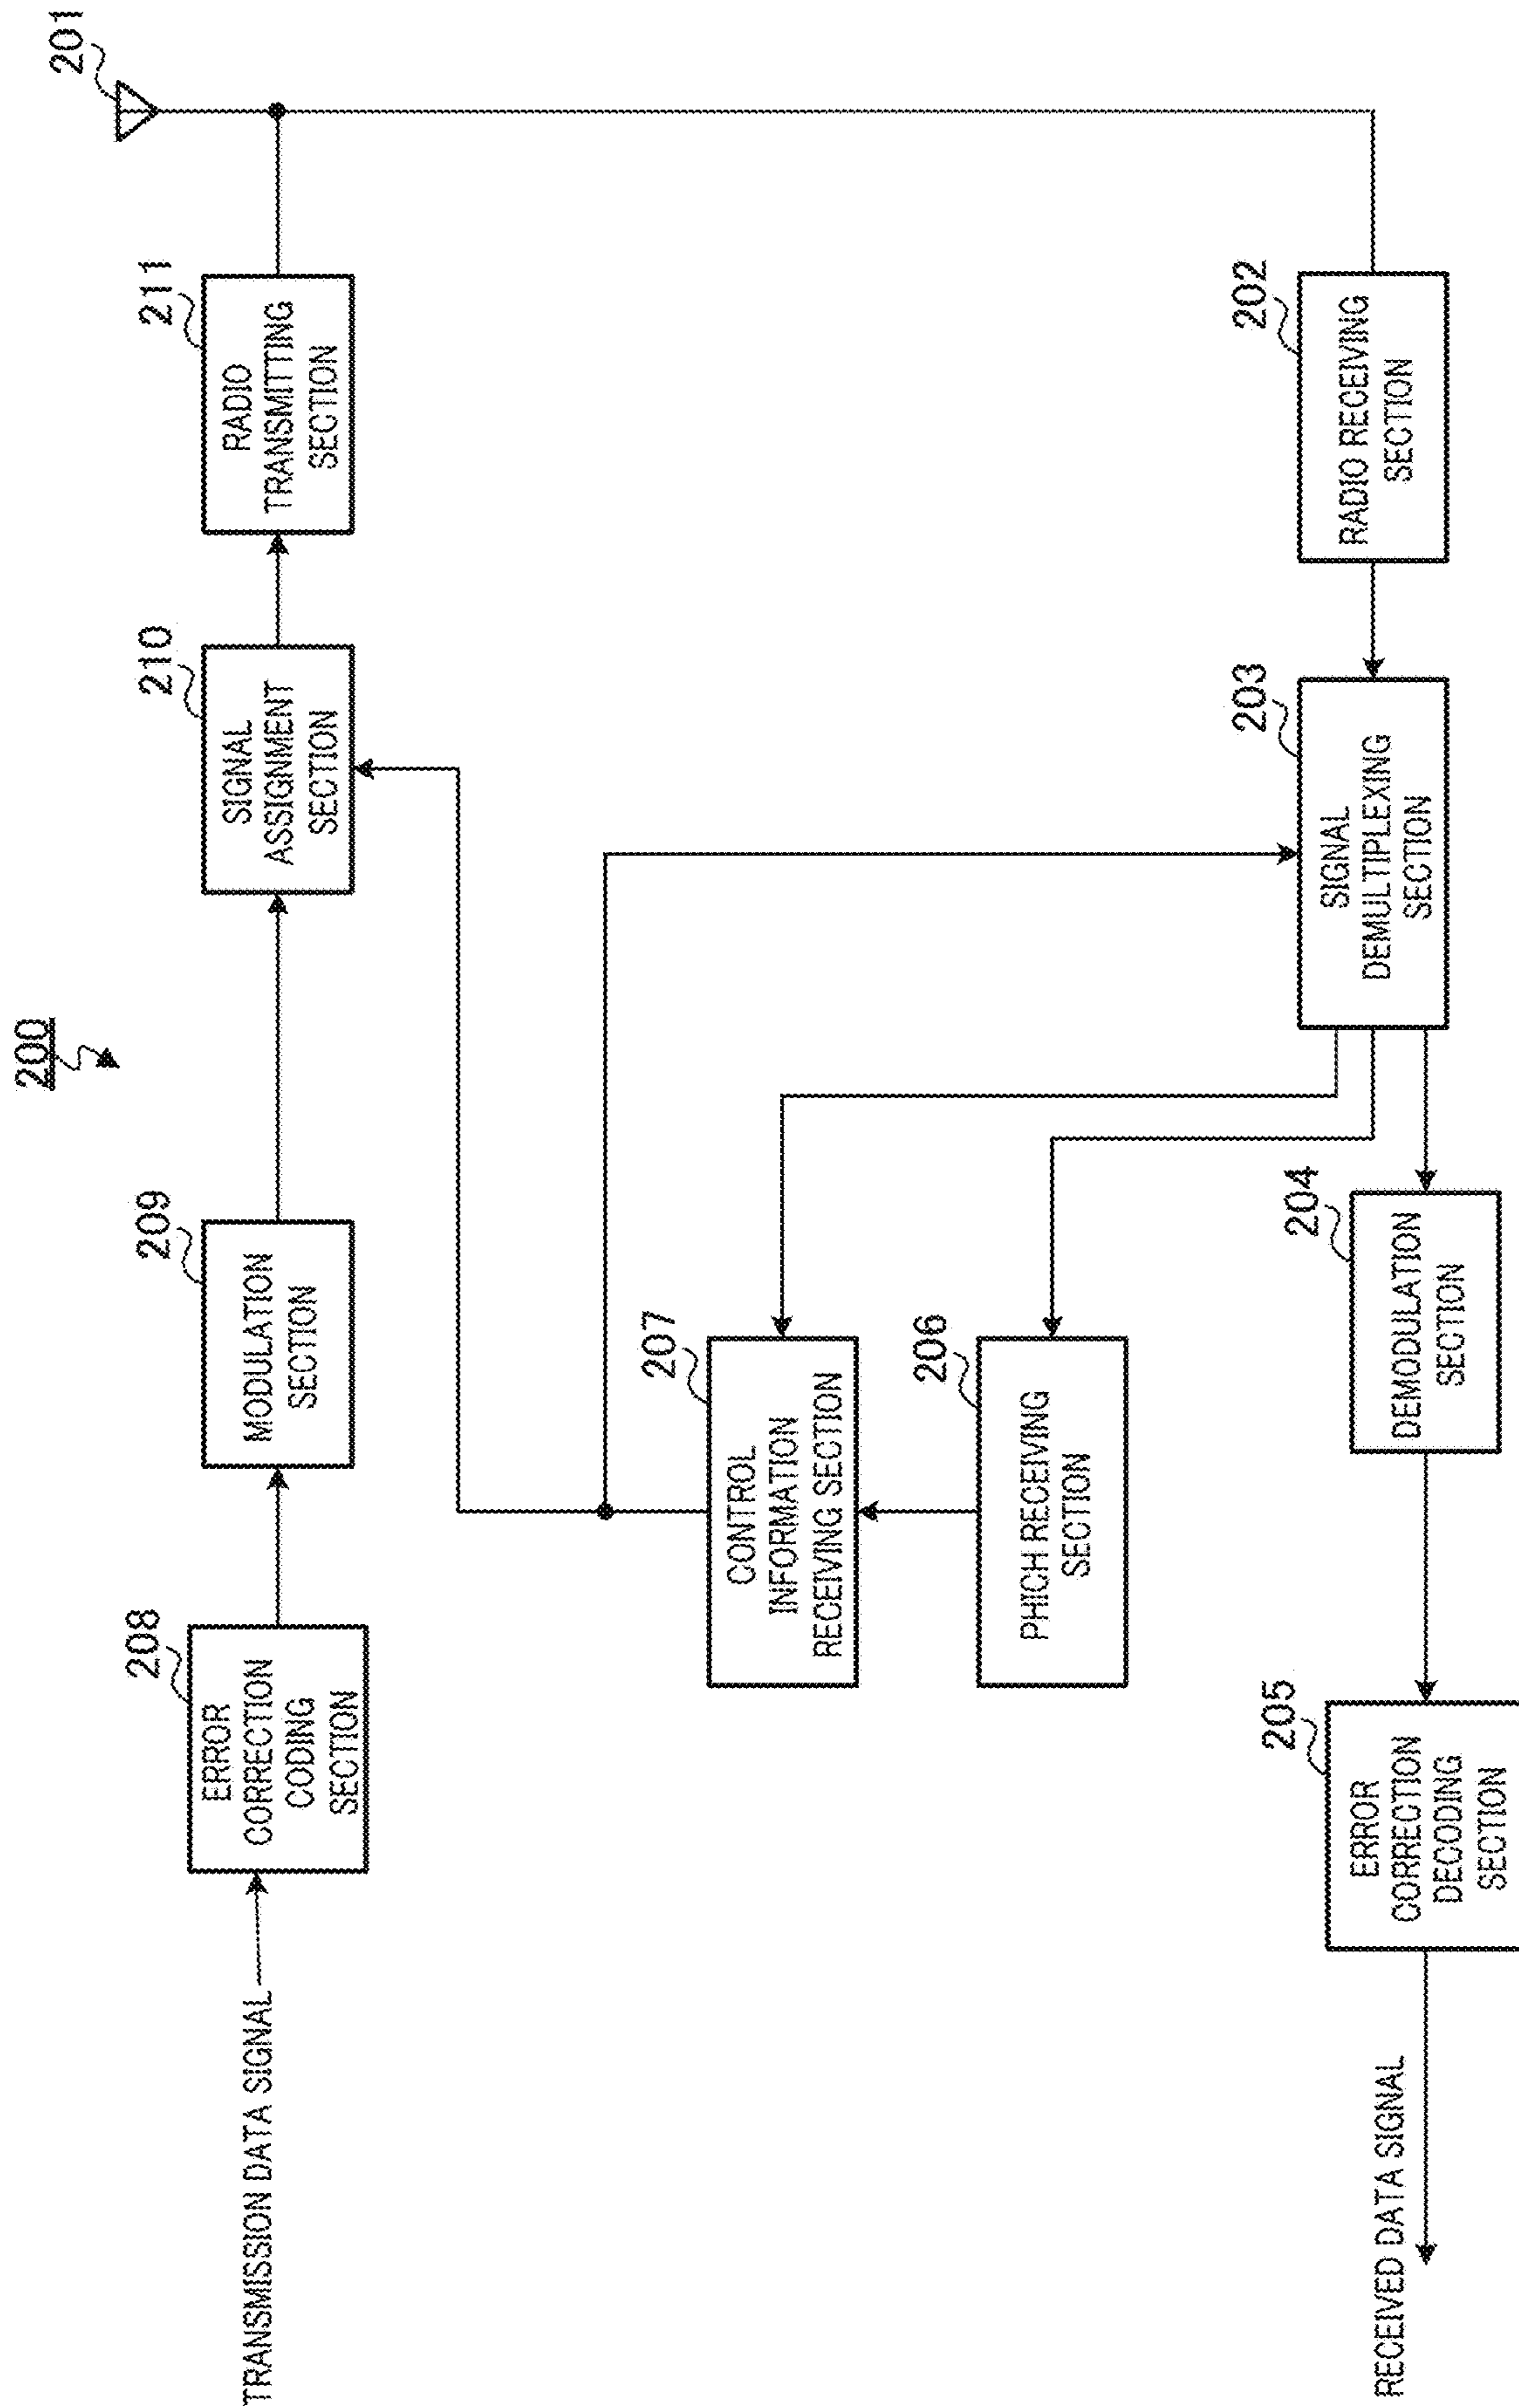 200
201
TRANSMISSION DATA SIGNAL
208
ERROR
CORRECTION
CODING
SECTION
209
MODULATION
SECTION
210
SIGNAL
ASSIGNMENT
SECTION
211
RADIO
TRANSMITTING
SECTION
207
CONTROL
INFORMATION
RECEIVING SECTION
206
PHICH RECEIVING
SECTION
RECEIVED DATA SIGNAL
205
ERROR
CORRECTION
DECODING
SECTION
204
DEMODULATION
SECTION
203
SIGNAL
DEMULTIPLEXING
SECTION
202
RADIO RECEIVING
SECTION